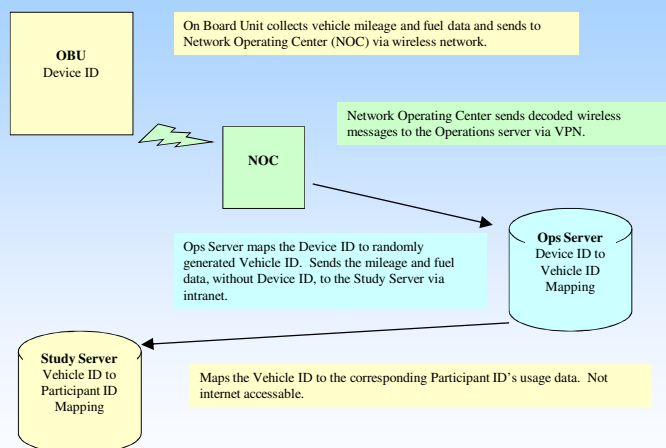 On Board Unit collects vehicle mileage and fuel data and sends to
Network Operating Center (NOC) via wireless network.
OBU
Device ID
Network Operating Center sends decoded wireless
messages to the Operations server via VPN.
NOC
Ops Server maps the Device ID to randomly
generated Vehicle ID.  Sends the mileage and fuel
data, without Device ID, to the Study Server via
intranet.
Ops Server
Device ID to
Vehicle ID
Mapping
Study Server
Vehicle ID to
Participant ID
Mapping
Maps the Vehicle ID to the corresponding Participant ID's usage data.  Not
internet accessable.